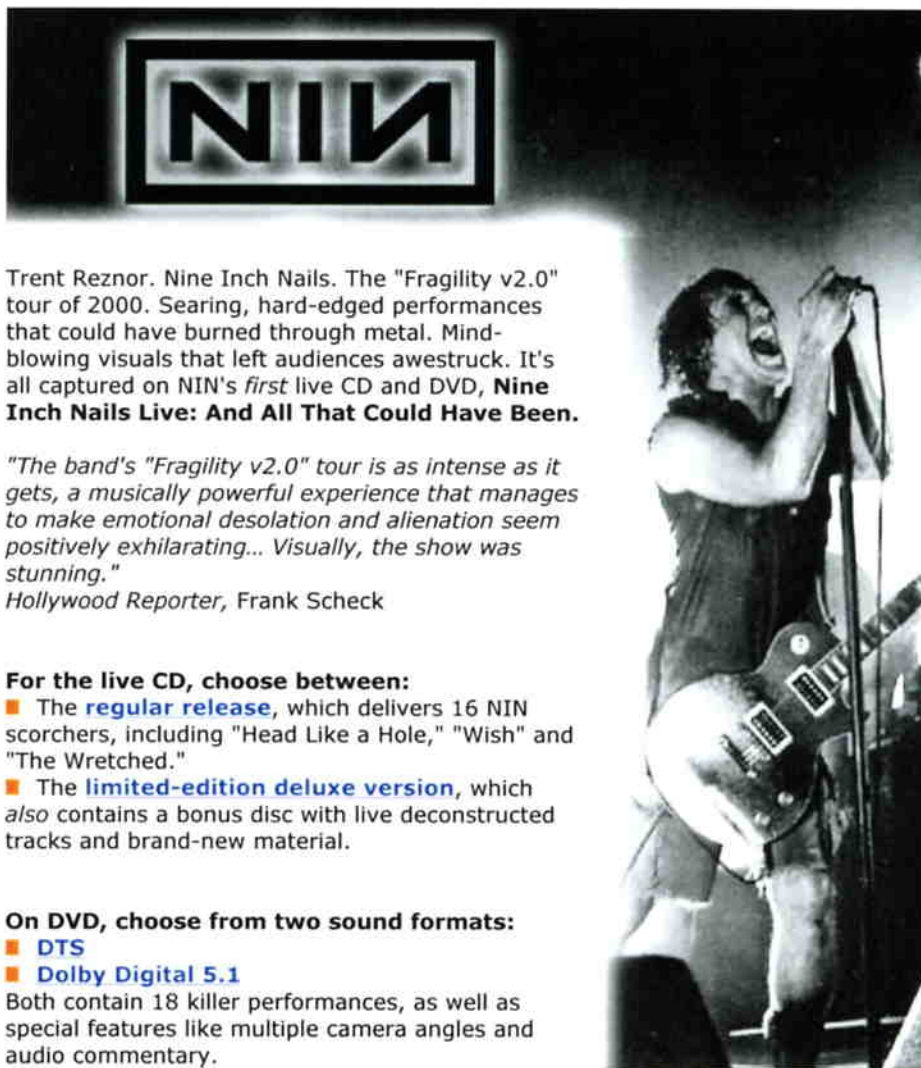 NIN
Trent Reznor. Nine Inch Nails. The "Fragility v2.0"
tour of 2000. Searing, hard-edged performances
that could have burned through metal. Mind-
blowing visuals that left audiences awestruck. It's
all captured on NIN's first live CD and DVD, Nine
Inch Nails Live: And All That Could Have Been.
"The band's "Fragility v2.0" tour is as intense as it
gets, a musically powerful experience that manages
to make emotional desolation and alienation seem
positively exhilarating... Visually, the show was
stunning."
Hollywood Reporter, Frank Scheck
For the live CD, choose between:
The regular release, which delivers 16 NIN
scorchers, including "Head Like a Hole," "Wish" and
"The Wretched."
The limited-edition deluxe version, which
also contains a bonus disc with live deconstructed
tracks and brand-new material.
On DVD, choose from two sound formats:
DTS
Dolby Digital 5.1
Both contain 18 killer performances, as well as
special features like multiple camera angles and
audio commentary.